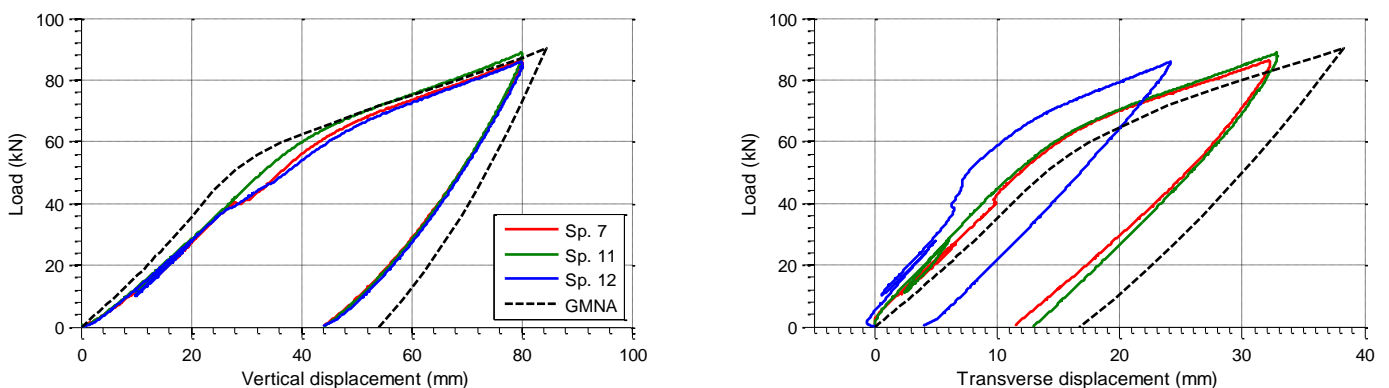 100
80
60
40
20
0
Load (kN)
0 20 40 60 80 100
Vertical displacement (mm)
Sp. 7
Sp. 11
Sp. 12
GMNA
100
80
60
40
20
0
Load (kN)
0 10 20 30 40
Transverse displacement (mm)